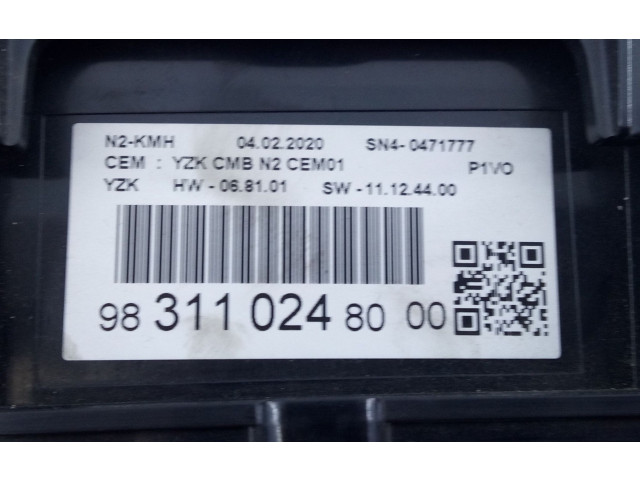 N2-KMH 04.02.2020 SN4- 0471777
CEM : YZK CMB N2 CEM01 P1VO
YZK HW - 06.81.01 SW - 11.12.44.00
98 311 024 80 00